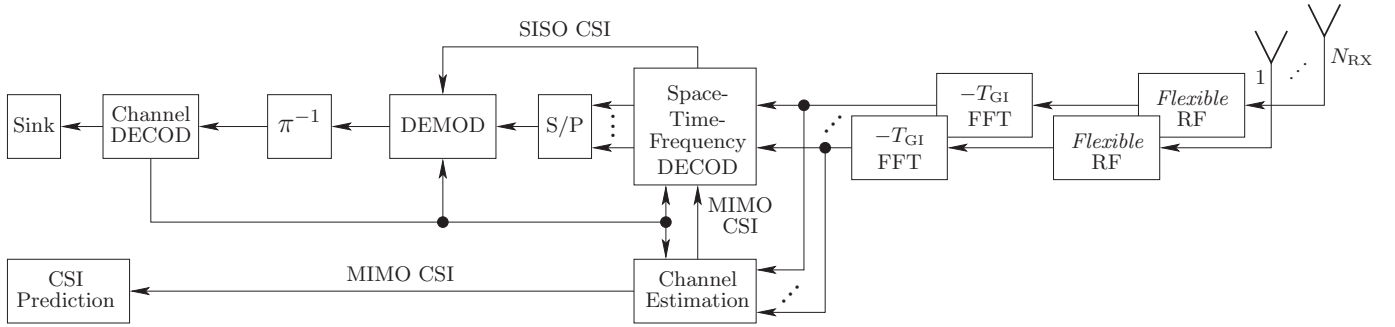 SISO CSI
Sink
Channel
DECOD
π⁻¹
DEMOD
S/P
Space-
Time-
Frequency
DECOD
−T_GI
FFT
−T_GI
FFT
Flexible
RF
Flexible
RF
1
N_RX
MIMO
CSI
CSI
Prediction
MIMO CSI
Channel
Estimation